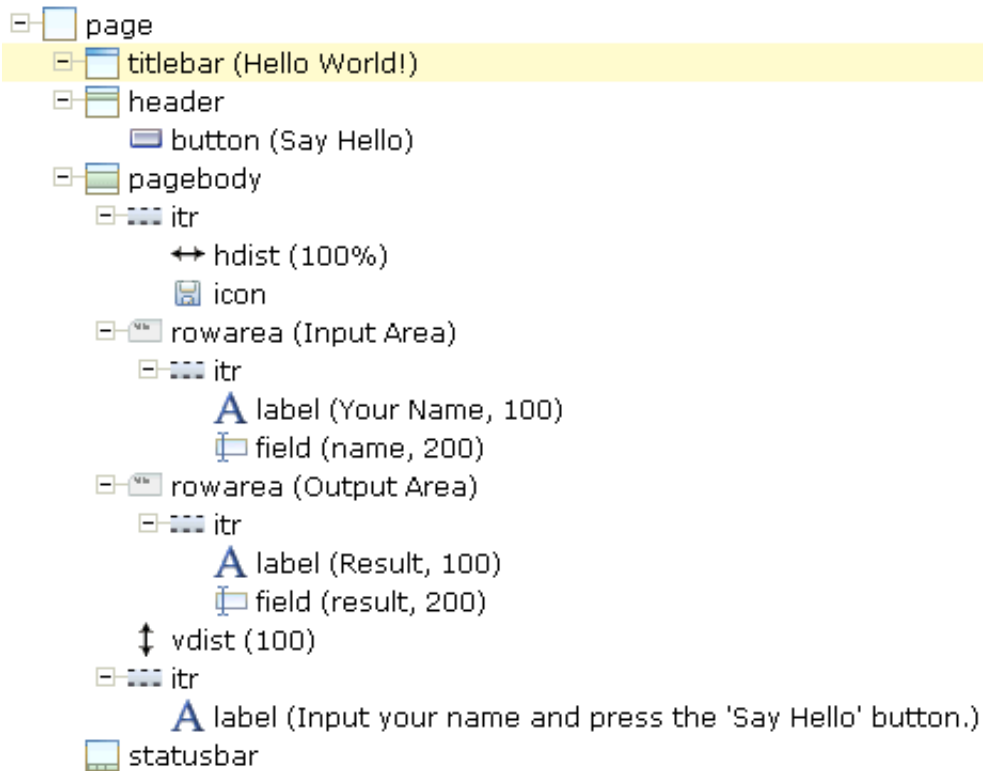 page
titlebar (Hello World!)
header
button (Say Hello)
pagebody
itr
hdist (100%)
icon
rowarea (Input Area)
itr
label (Your Name, 100)
field (name, 200)
rowarea (Output Area)
itr
label (Result, 100)
field (result, 200)
vdist (100)
itr
label (Input your name and press the 'Say Hello' button.)
statusbar